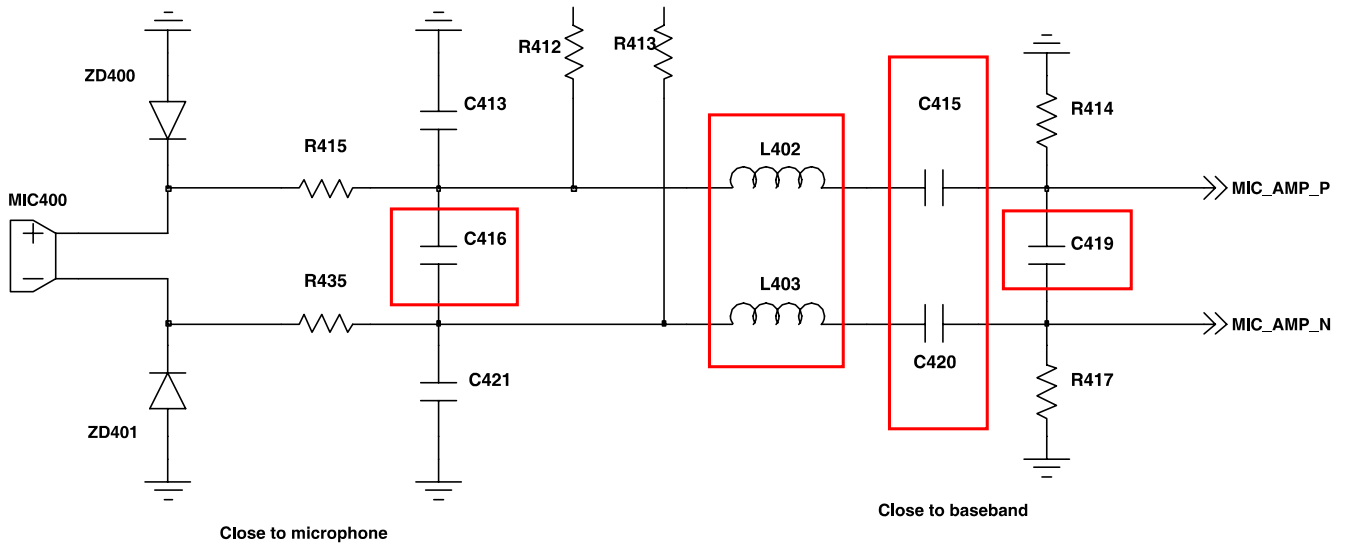 R412
R413
ZD400
C413
C415
R414
R415
L402
MIC400
MIC_AMP_P
C416
C419
R435
L403
MIC_AMP_N
C421
C420
R417
ZD401
Close to microphone
Close to baseband